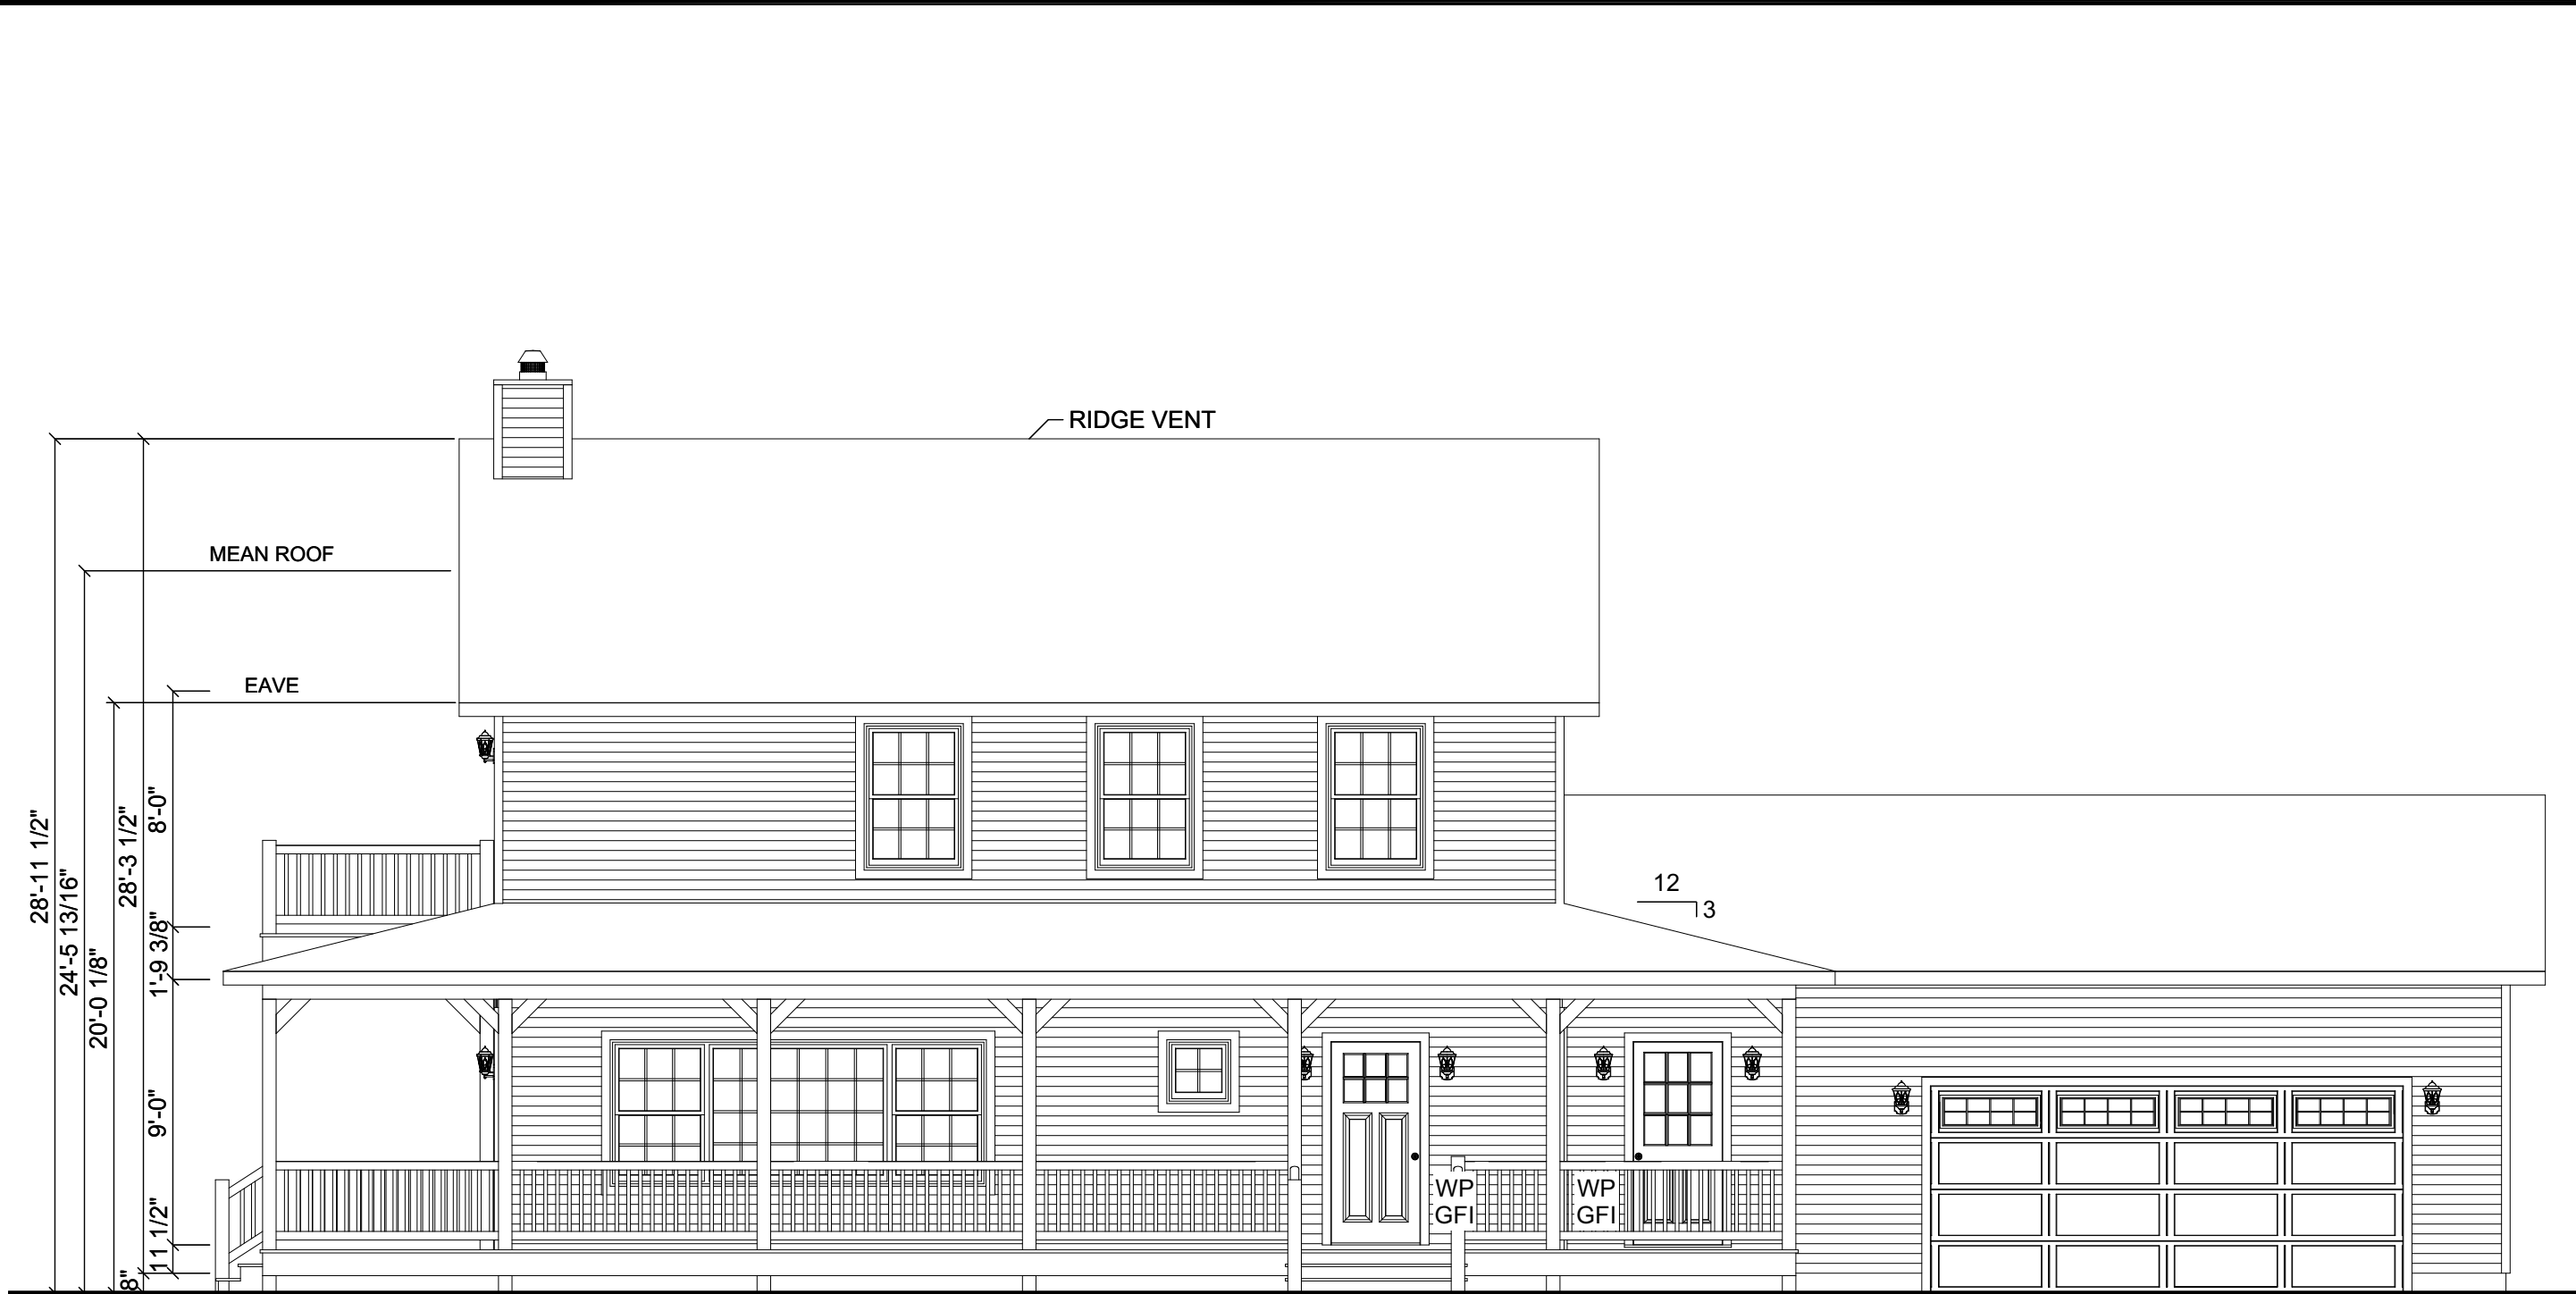 RIDGE VENT
MEAN ROOF
EAVE
28'-11 1/2"
24'-5 13/16"
20'-0 1/8"
28'-3 1/2"
8"
8'-0"
1'-9 3/8"
9'-0"
11 1/2"
12
3
WP
GFI
WP
GFI